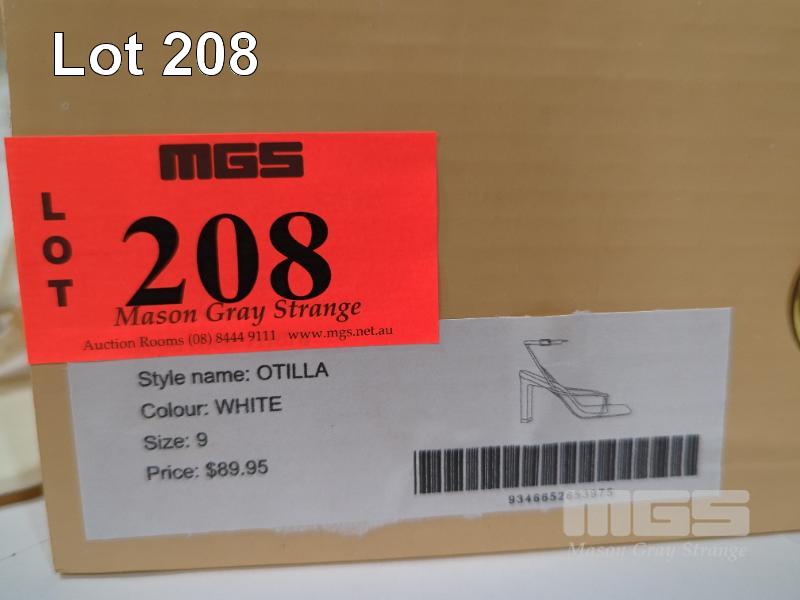 Lot 208
MGS
LOT
208
Mason Gray Strange
Auction Rooms (08) 8444 9111 www.mgs.net.au
Style name: OTILLA
Colour: WHITE
Size: 9
Price: $89.95
9346652653975
MGS
Mason Gray Strange